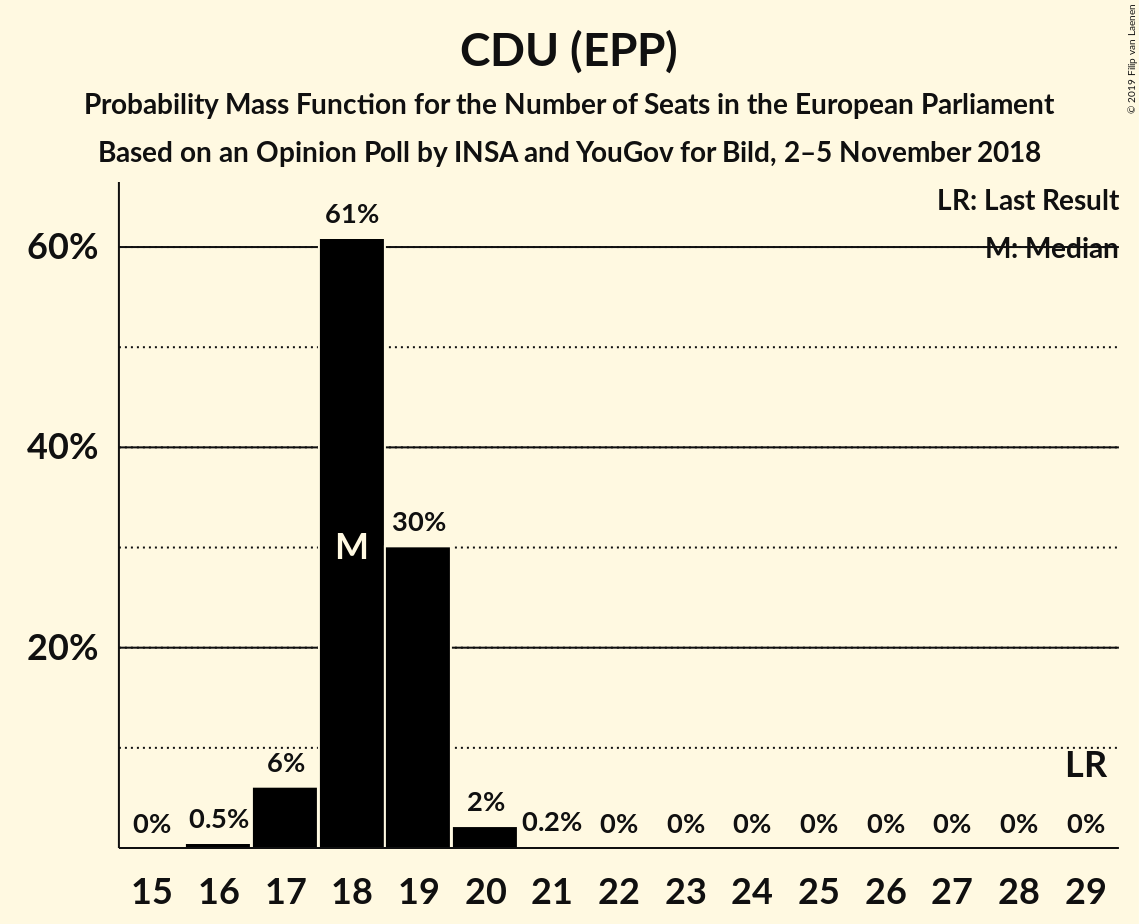 CDU (EPP)
Probability Mass Function for the Number of Seats in the European Parliament
Based on an Opinion Poll by INSA and YouGov for Bild, 2–5 November 2018
© 2019 Filip van Laenen
LR: Last Result
M: Median
60%
40%
20%
61%
M
30%
6%
LR
0%
0.5%
2%
0.2%
0%
0%
0%
0%
0%
0%
0%
0%
15 16 17 18 19 20 21 22 23 24 25 26 27 28 29